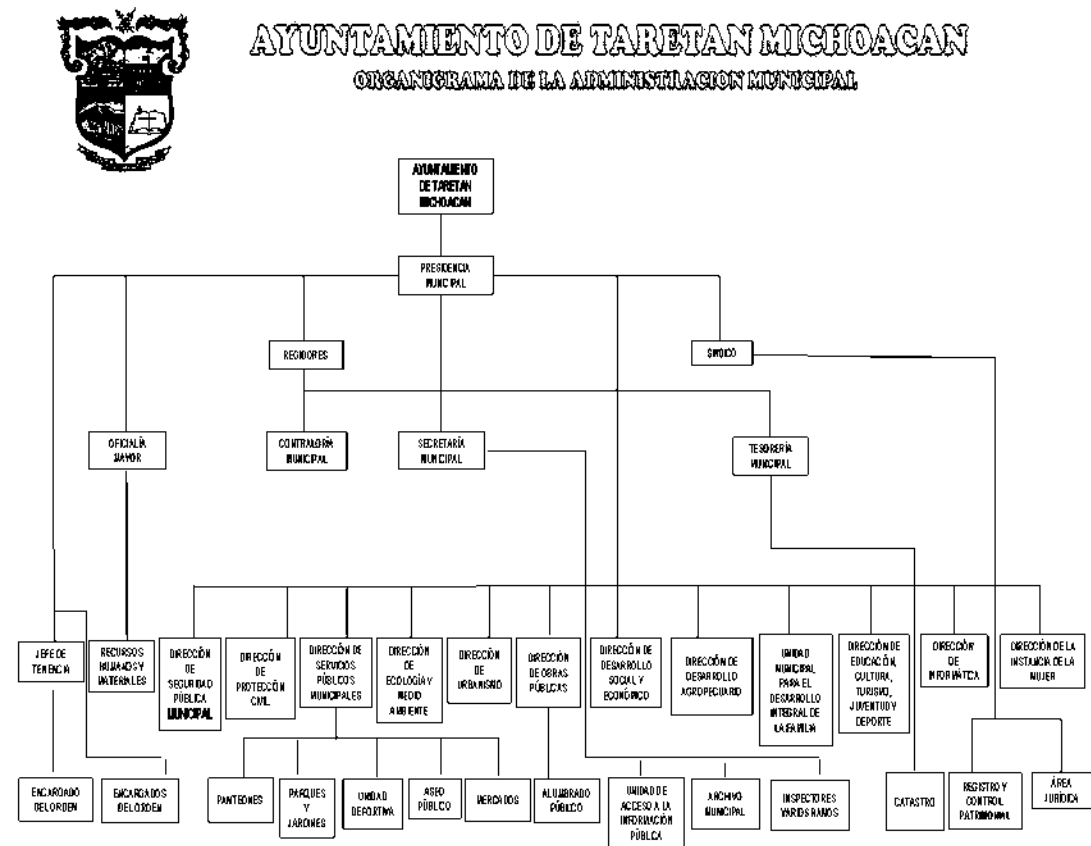 AYUNTAMIENTO DE TARETAN MICHOACAN
ORGANIGRAMA DE LA ADMINISTRACION MUNICIPAL
AYUNTAMIENTO
DE TARETAN
MICHOACAN
PRESIDENCIA
MUNICIPAL
REGIDORES
SINDICO
OFICIALÍA
MAYOR
CONTRALORÍA
MUNICIPAL
SECRETARÍA
MUNICIPAL
TESORERÍA
MUNICIPAL
JEFE DE
TENENCIA
RECURSOS
HUMANOS Y
MATERIALES
DIRECCIÓN
DE
SEGURIDAD
PÚBLICA
MUNICIPAL
DIRECCIÓN
DE
PROTECCIÓN
CIVIL
DIRECCIÓN DE
SERVICIOS
PÚBLICOS
MUNICIPALES
DIRECCIÓN
DE
ECOLOGÍA Y
MEDIO
AMBIENTE
DIRECCIÓN
DE
URBANISMO
DIRECCIÓN
DE OBRAS
PÚBLICAS
DIRECCIÓN DE
DESARROLLO
SOCIAL Y
ECONÓMICO
DIRECCIÓN DE
DESARROLLO
AGROPECUARIO
UNIDAD
MUNICIPAL
PARA EL
DESARROLLO
INTEGRAL DE
LA FAMILIA
DIRECCIÓN DE
EDUCACIÓN,
CULTURA,
TURISMO,
JUVENTUD Y
DEPORTE
DIRECCIÓN
DE
INFORMÁTICA
DIRECCIÓN DE LA
INSTANCIA DE LA
MUJER
ENCARGADO
DEL ORDEN
ENCARGADOS
DEL ORDEN
PANTEONES
PARQUES
Y
JARDINES
UNIDAD
DEPORTIVA
ASEO
PÚBLICO
MERCADOS
ALUMBRADO
PÚBLICO
UNIDAD DE
ACCESO A LA
INFORMACIÓN
PÚBLICA
ARCHIVO
MUNICIPAL
INSPECTORES
VARIOS RAMOS
CATASTRO
REGISTRO Y
CONTROL
PATRIMONIAL
ÁREA
JURÍDICA